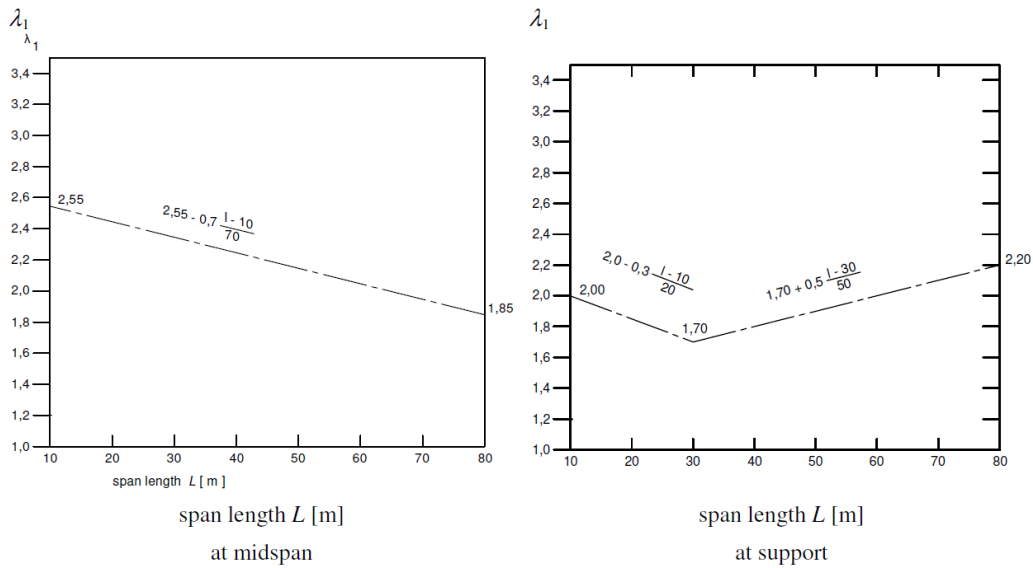 λ1
λ1
3,4
3,2
3,0
2,8
2,6
2,4
2,2
2,0
1,8
1,6
1,4
1,2
1,0
2,55
2,55 - 0,7 l - 10
70
1,85
10 20 30 40 50 60 70 80
span length L [ m ]
span length L [m]
at midspan
λ1
3,4
3,2
3,0
2,8
2,6
2,4
2,2
2,0
1,8
1,6
1,4
1,2
1,0
2,0 - 0,3 l - 10
20
2,00
1,70
1,70 + 0,5 l - 30
50
2,20
10 20 30 40 50 60 70 80
span length L [m]
at support